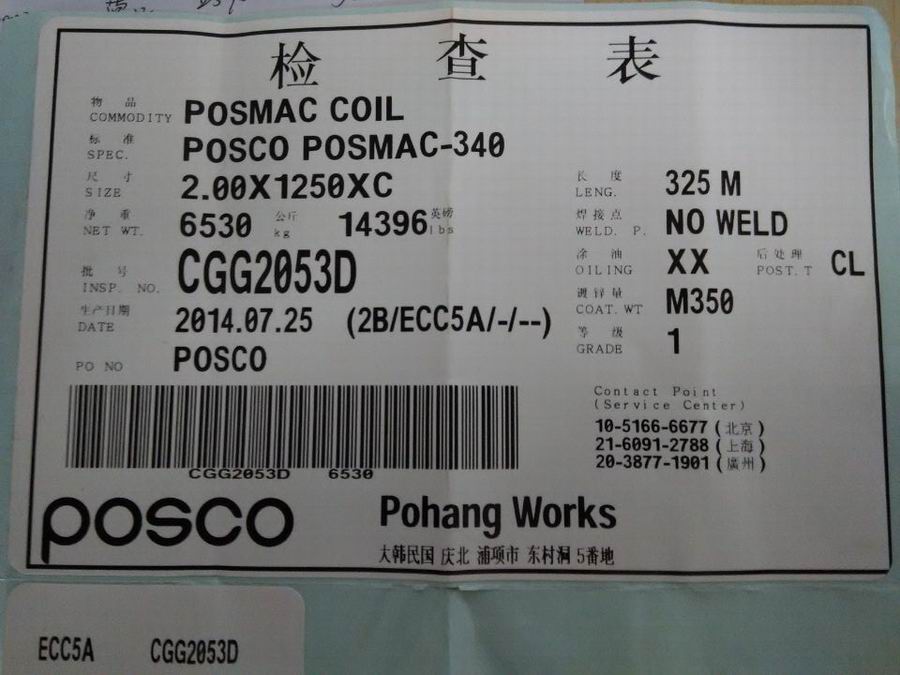 检 查 表
物 品
COMMODITY POSMAC COIL
标 准
SPEC. POSCO POSMAC-340
尺 寸
SIZE 2.00X1250XC
长 度
LENG. 325 M
净 重
NET WT. 6530 公斤 kg 14396 英磅 lbs
焊接点
WELD. P. NO WELD
批 号
INSP. NO. CGG2053D
涂 油
OILING XX 后处理 POST.T CL
生产日期
DATE 2014.07.25 (2B/ECC5A/-/--)
镀锌量
COAT.WT M350
等 级
GRADE 1
PO NO POSCO
Contact Point
(Service Center)
10-5166-6677 (北京)
21-6091-2788 (上海)
20-3877-1901 (廣州)
CGG2053D 6530
posco Pohang Works
大韩民国 庆北 浦项市 东村洞 5番地
ECC5A CGG2053D